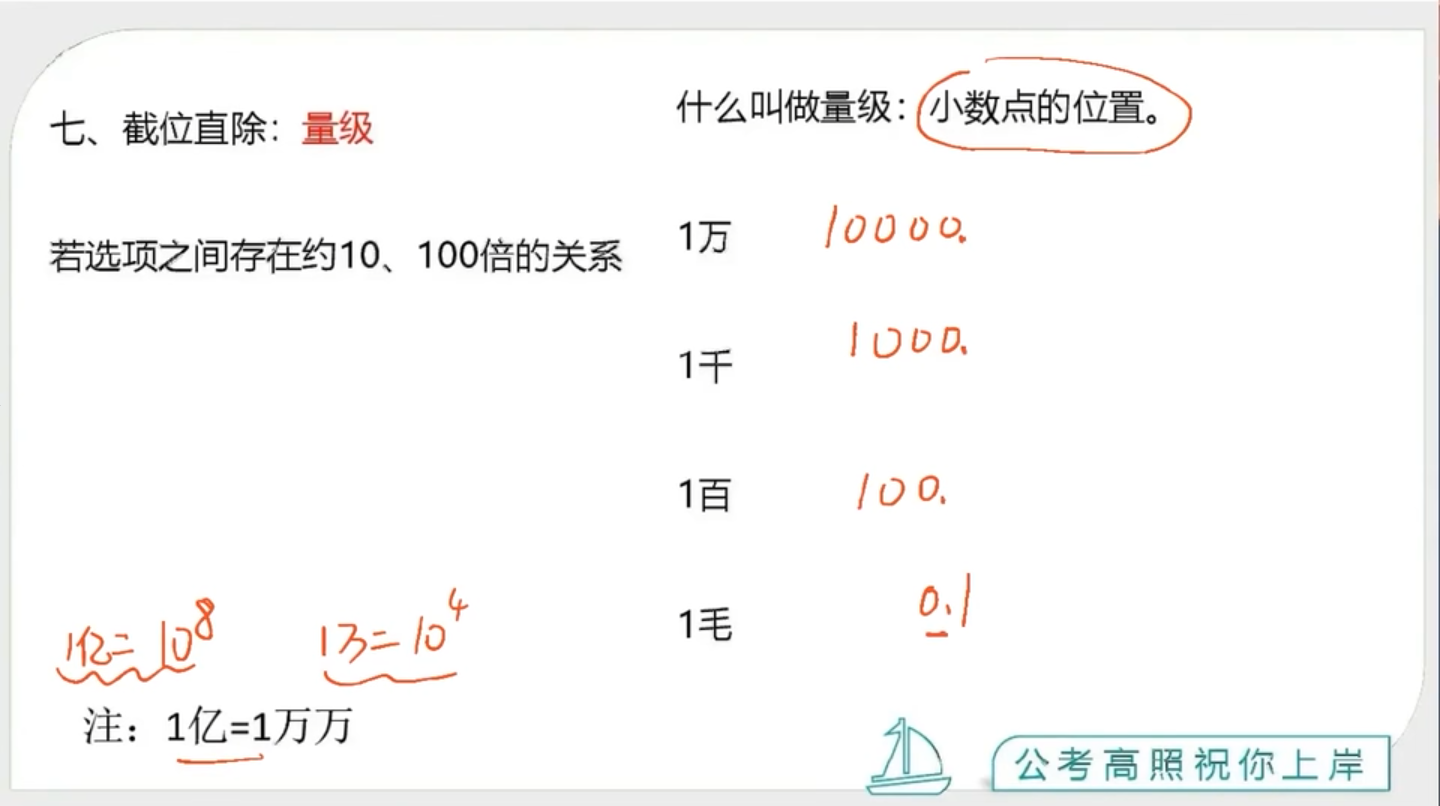 七、截位直除：量级
若选项之间存在约10、100倍的关系
1亿=10^8
1万=10^4
注：1亿=1万万
什么叫做量级：小数点的位置。
1万 10000.
1千 1000.
1百 100.
1毛 0.1
公考高照祝你上岸